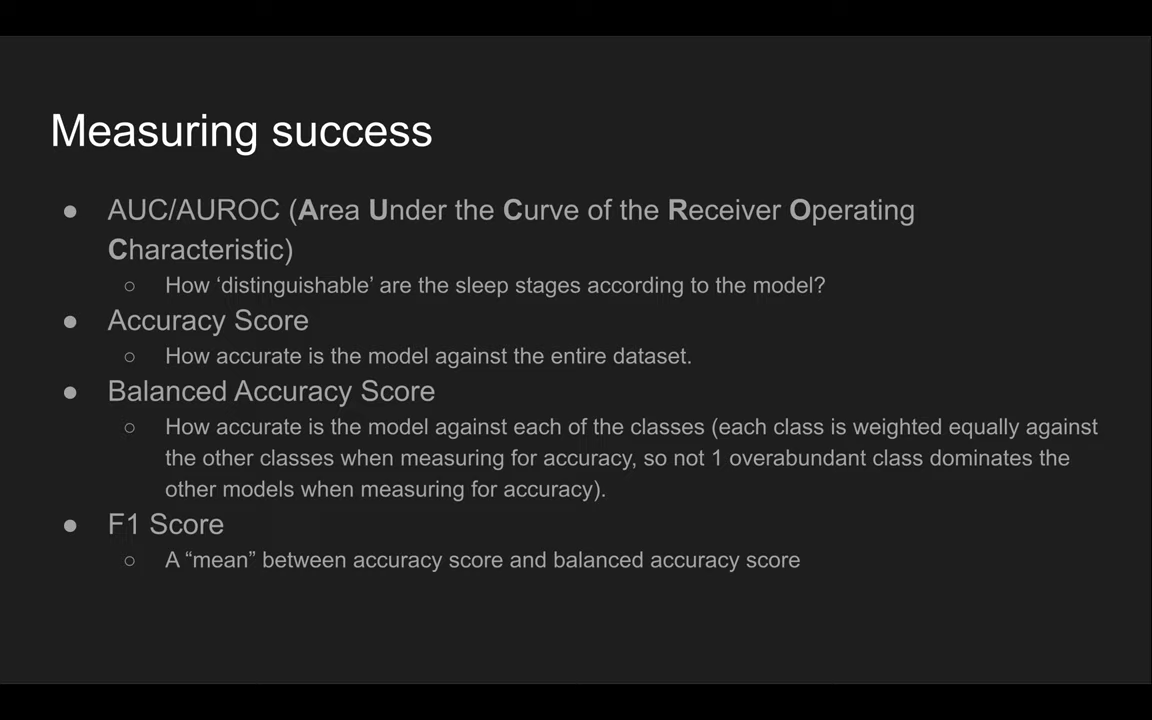 Measuring success
● AUC/AUROC (Area Under the Curve of the Receiver Operating
Characteristic)
○ How ‘distinguishable’ are the sleep stages according to the model?
● Accuracy Score
○ How accurate is the model against the entire dataset.
● Balanced Accuracy Score
○ How accurate is the model against each of the classes (each class is weighted equally against
the other classes when measuring for accuracy, so not 1 overabundant class dominates the
other models when measuring for accuracy).
● F1 Score
○ A “mean” between accuracy score and balanced accuracy score